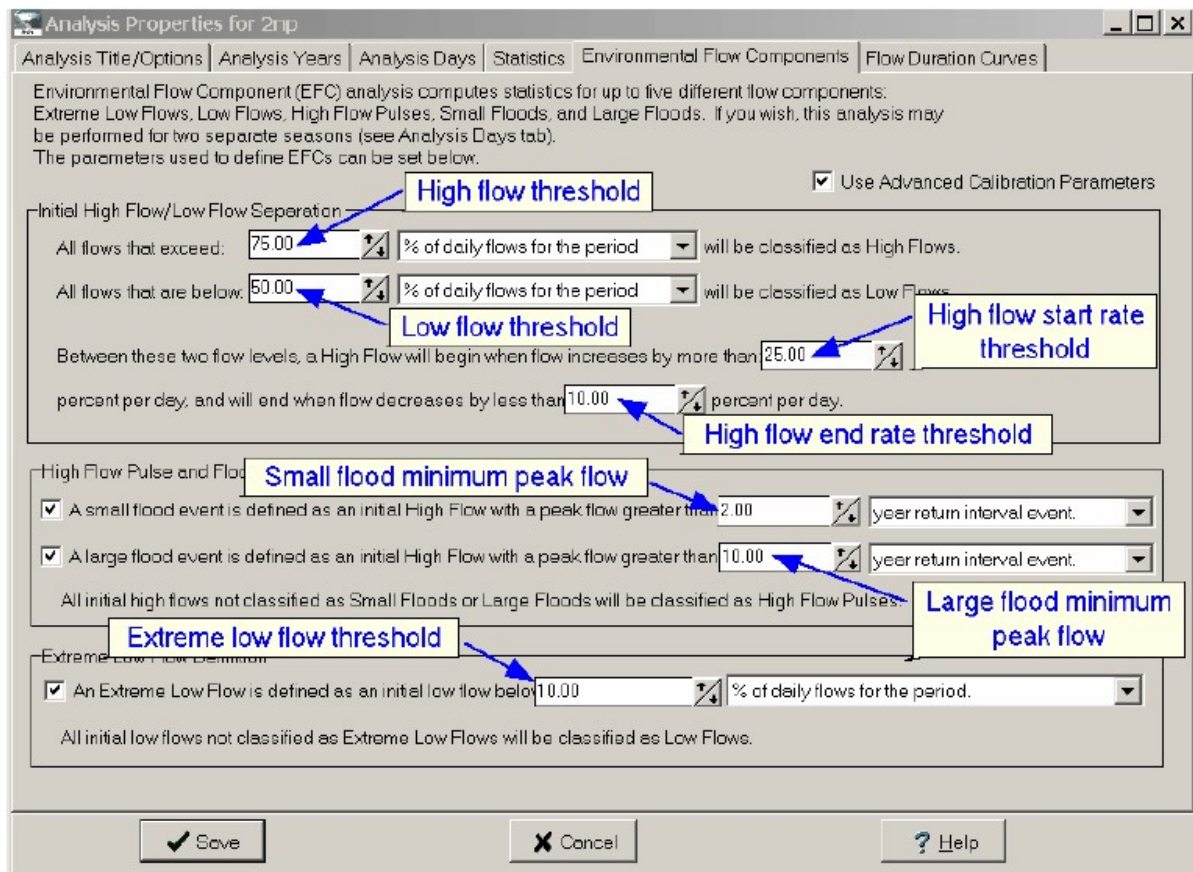 Analysis Properties for 2np
Analysis Title/Options Analysis Years Analysis Days Statistics Environmental Flow Components Flow Duration Curves
Environmental Flow Component (EFC) analysis computes statistics for up to five different flow components:
Extreme Low Flows, Low Flows, High Flow Pulses, Small Floods, and Large Floods. If you wish, this analysis may
be performed for two separate seasons (see Analysis Days tab).
The parameters used to define EFCs can be set below.
Use Advanced Calibration Parameters
High flow threshold
Initial High Flow/Low Flow Separation
All flows that exceed: 75.00 % of daily flows for the period will be classified as High Flows.
All flows that are below: 50.00 % of daily flows for the period will be classified as Low Flows
Low flow threshold
High flow start rate
threshold
Between these two flow levels, a High Flow will begin when flow increases by more than: 25.00
percent per day, and will end when flow decreases by less than 10.00 percent per day.
High flow end rate threshold
High Flow Pulse and Flood
Small flood minimum peak flow
A small flood event is defined as an initial High Flow with a peak flow greater than 2.00 year return interval event.
A large flood event is defined as an initial High Flow with a peak flow greater than 10.00 year return interval event.
All initial high flows not classified as Small Floods or Large Floods will be classified as High Flow Pulses.
Large flood minimum
peak flow
Extreme low flow threshold
Extreme Low Flow Definition
An Extreme Low Flow is defined as an initial low flow below 10.00 % of daily flows for the period.
All initial low flows not classified as Extreme Low Flows will be classified as Low Flows.
Save Cancel ? Help